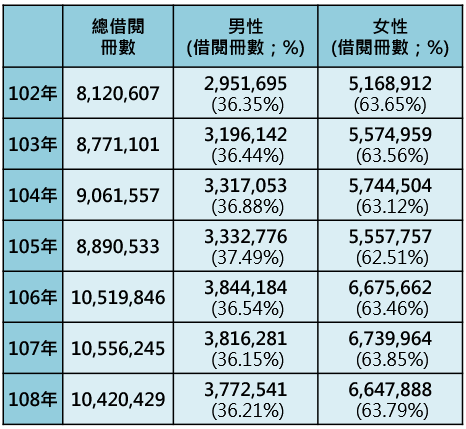 總借閱
冊數
男性
(借閱冊數；%)
女性
(借閱冊數；%)
102年 8,120,607 2,951,695 (36.35%) 5,168,912 (63.65%)
103年 8,771,101 3,196,142 (36.44%) 5,574,959 (63.56%)
104年 9,061,557 3,317,053 (36.88%) 5,744,504 (63.12%)
105年 8,890,533 3,332,776 (37.49%) 5,557,757 (62.51%)
106年 10,519,846 3,844,184 (36.54%) 6,675,662 (63.46%)
107年 10,556,245 3,816,281 (36.15%) 6,739,964 (63.85%)
108年 10,420,429 3,772,541 (36.21%) 6,647,888 (63.79%)